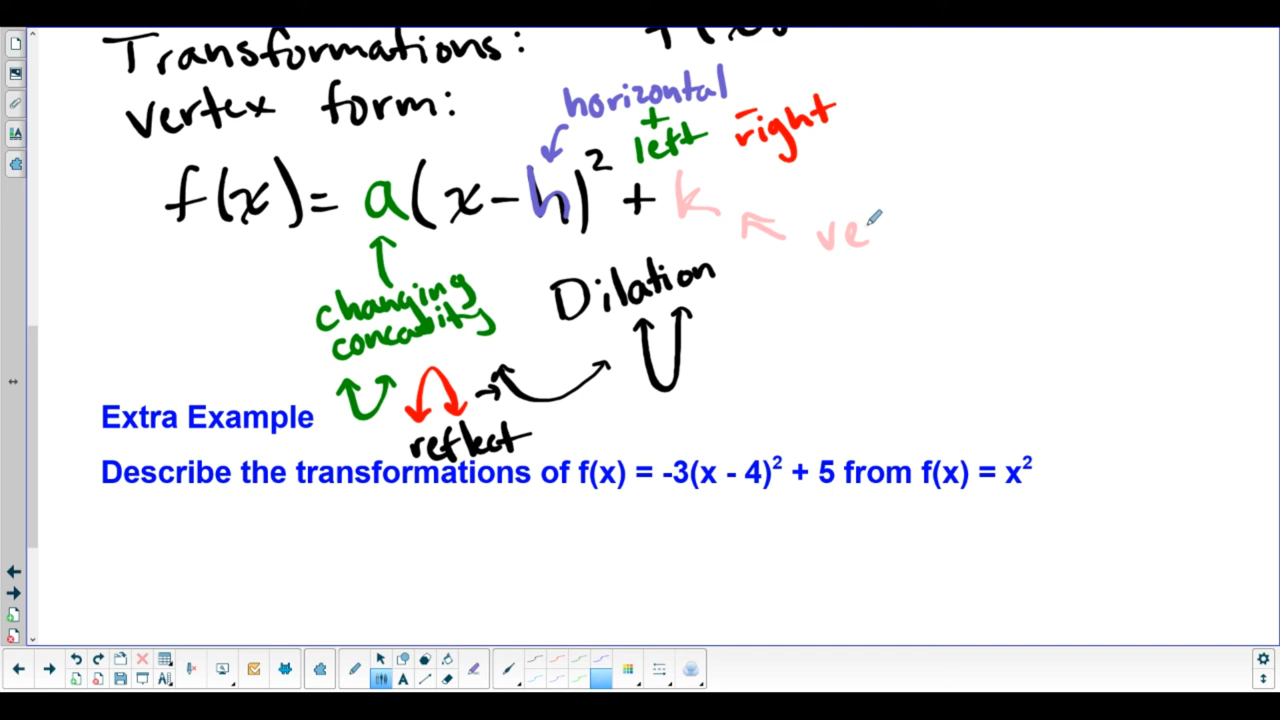 Transformations:
vertex form:
horizontal
+
left
-
right
f(x) = a(x - h)² + k
ve
changing
concavity
Dilation
reflect
Extra Example
Describe the transformations of f(x) = -3(x - 4)² + 5 from f(x) = x²